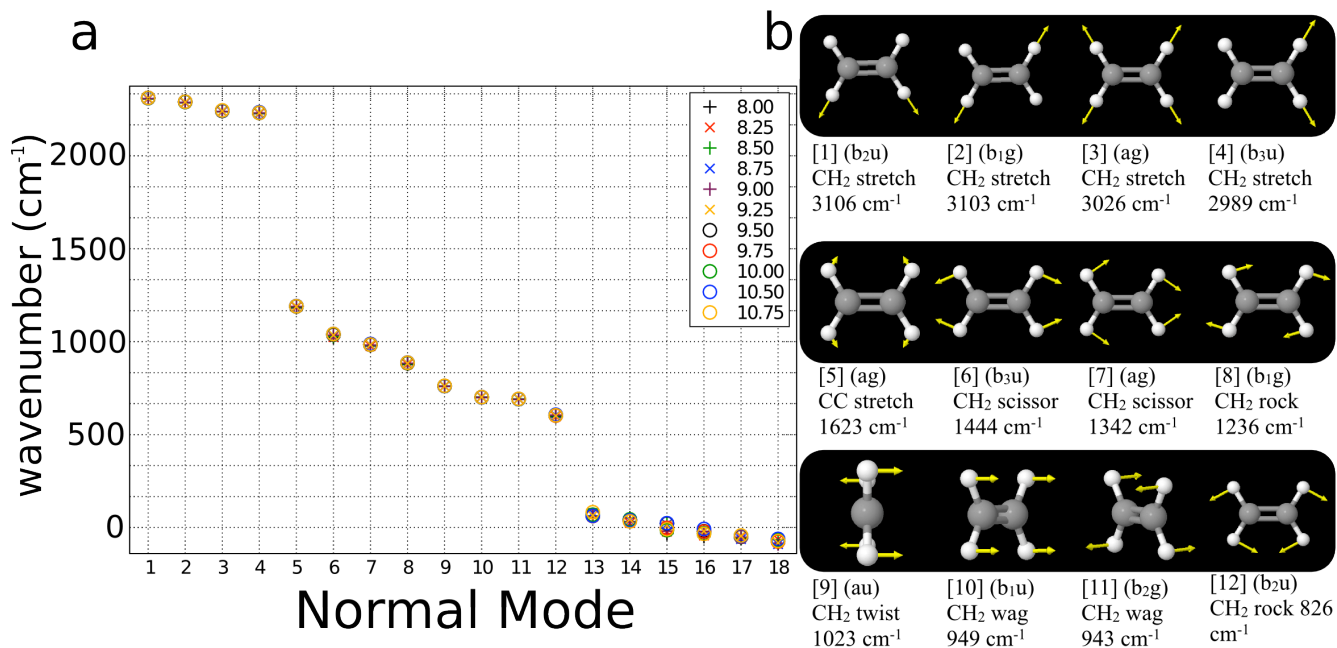 a
wavenumber (cm-1)
2000
1500
1000
500
0
1 2 3 4 5 6 7 8 9 10 11 12 13 14 15 16 17 18
Normal Mode
8.00
8.25
8.50
8.75
9.00
9.25
9.50
9.75
10.00
10.50
10.75
b
[1] (b2u)
CH2 stretch
3106 cm-1
[2] (b1g)
CH2 stretch
3103 cm-1
[3] (ag)
CH2 stretch
3026 cm-1
[4] (b3u)
CH2 stretch
2989 cm-1
[5] (ag)
CC stretch
1623 cm-1
[6] (b3u)
CH2 scissor
1444 cm-1
[7] (ag)
CH2 scissor
1342 cm-1
[8] (b1g)
CH2 rock
1236 cm-1
[9] (au)
CH2 twist
1023 cm-1
[10] (b1u)
CH2 wag
949 cm-1
[11] (b2g)
CH2 wag
943 cm-1
[12] (b2u)
CH2 rock 826
cm-1